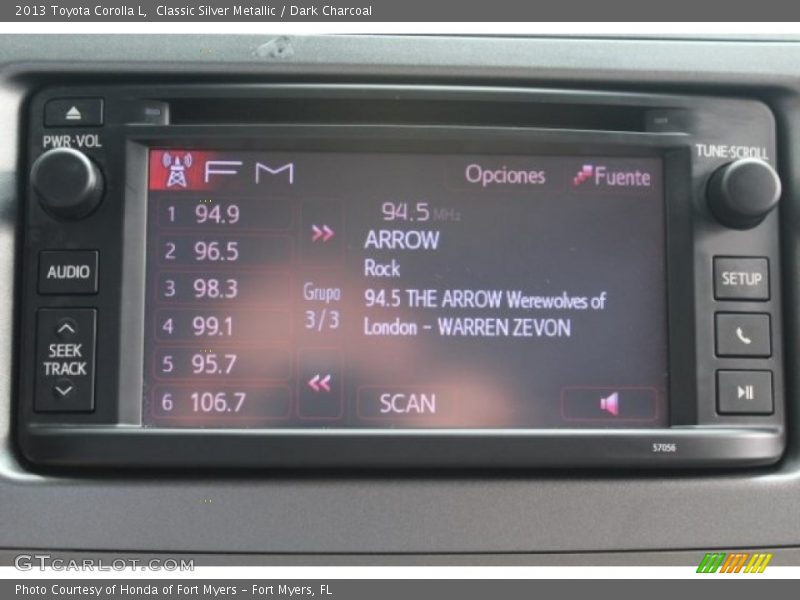 2013 Toyota Corolla L, Classic Silver Metallic / Dark Charcoal
PWR·VOL
TUNE·SCROLL
FM
Opciones
Fuente
1 94.9
2 96.5
3 98.3
4 99.1
5 95.7
6 106.7
Grupo
3/3
94.5 MHz
ARROW
Rock
94.5 THE ARROW Werewolves of
London - WARREN ZEVON
SCAN
AUDIO
SEEK
TRACK
SETUP
57056
GTCARLOT.COM
Photo Courtesy of Honda of Fort Myers - Fort Myers, FL